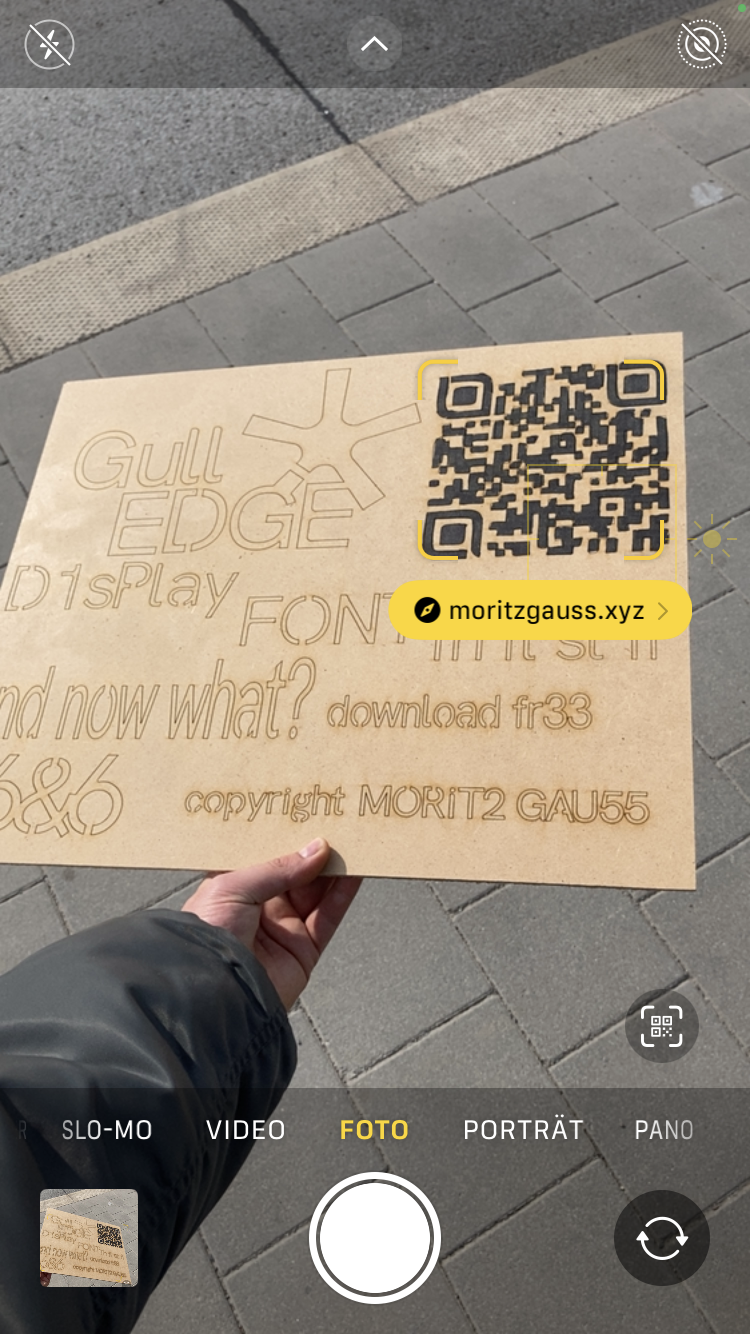 Gull
EDGE
D1sPlay
FONT
moritzgauss.xyz
nd now what?
download fr33
6&6
copyright MORiT2 GAU55
SLO-MO VIDEO FOTO PORTRÄT PANO